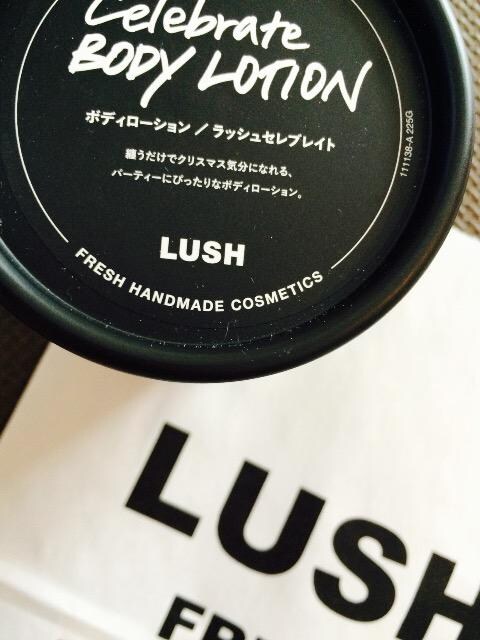 Celebrate
BODY LOTION
ボディローション / ラッシュセレブレイト
纏うだけでクリスマス気分になれる、
パーティーにぴったりなボディローション。
111138-A 225G
LUSH
FRESH HANDMADE COSMETICS
LUSH